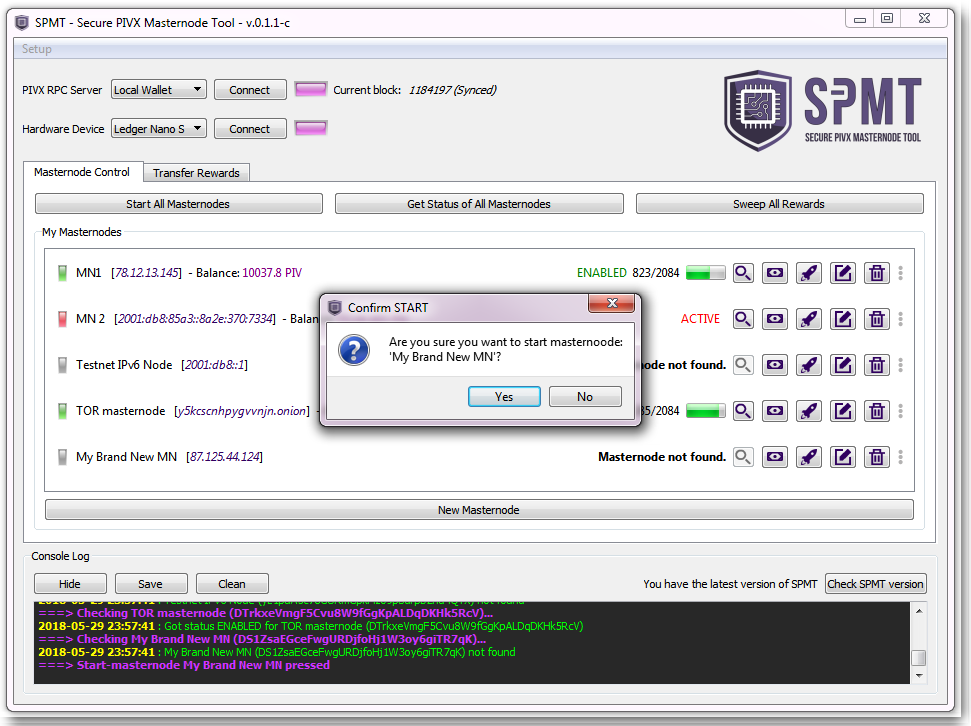 SPMT - Secure PIVX Masternode Tool - v.0.1.1-c
Setup
PIVX RPC Server Local Wallet Connect Current block: 1184197 (Synced)
Hardware Device Ledger Nano S Connect
SPMT
SECURE PIVX MASTERNODE TOOL
Masternode Control Transfer Rewards
Start All Masternodes Get Status of All Masternodes Sweep All Rewards
My Masternodes
MN1 [78.12.13.145] - Balance: 10037.8 PIV ENABLED 823/2084
MN 2 [2001:db8:85a3::8a2e:370:7334] - Balan ACTIVE
Testnet IPv6 Node [2001:db8::1] ode not found.
TOR masternode [y5kcscnhpygvvnjn.onion] - 5/2084
My Brand New MN [87.125.44.124] Masternode not found.
Confirm START
Are you sure you want to start masternoode:
'My Brand New MN'?
Yes No
New Masternode
Console Log
Hide Save Clean You have the latest version of SPMT Check SPMT version
===> Checking TOR masternode (DTrkxeVmgF5Cvu8W9fGgKpALDqDKHk5RcV)...
2018-05-29 23:57:41 : Got status ENABLED for TOR masternode (DTrkxeVmgF5Cvu8W9fGgKpALDqDKHk5RcV)
===> Checking My Brand New MN (DS1ZsaEGceFwgURDjfoHj1W3oy6giTR7qK)...
2018-05-29 23:57:41 : My Brand New MN (DS1ZsaEGceFwgURDjfoHj1W3oy6giTR7qK) not found
===> Start-masternode My Brand New MN pressed